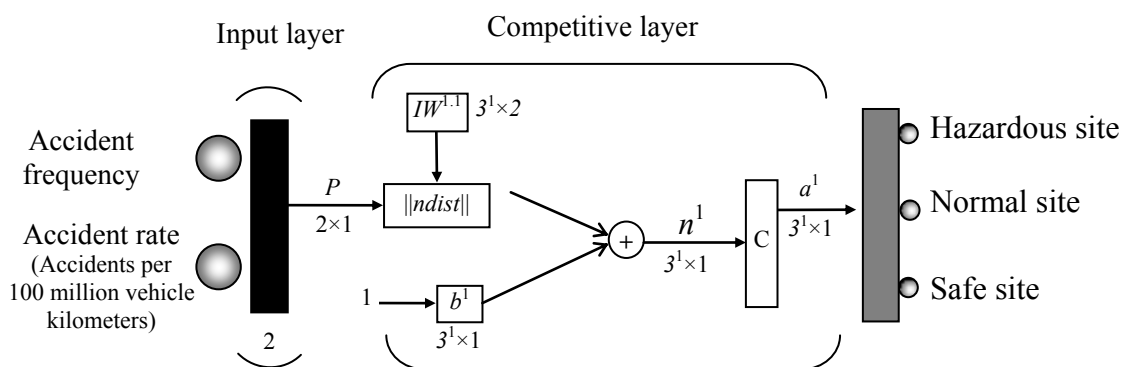 Input layer
Competitive layer
Accident
frequency
Accident rate
(Accidents per
100 million vehicle
kilometers)
2
P
2×1
IW¹·¹
3¹×2
||ndist||
1
b¹
3¹×1
+
n¹
3¹×1
C
a¹
3¹×1
Hazardous site
Normal site
Safe site